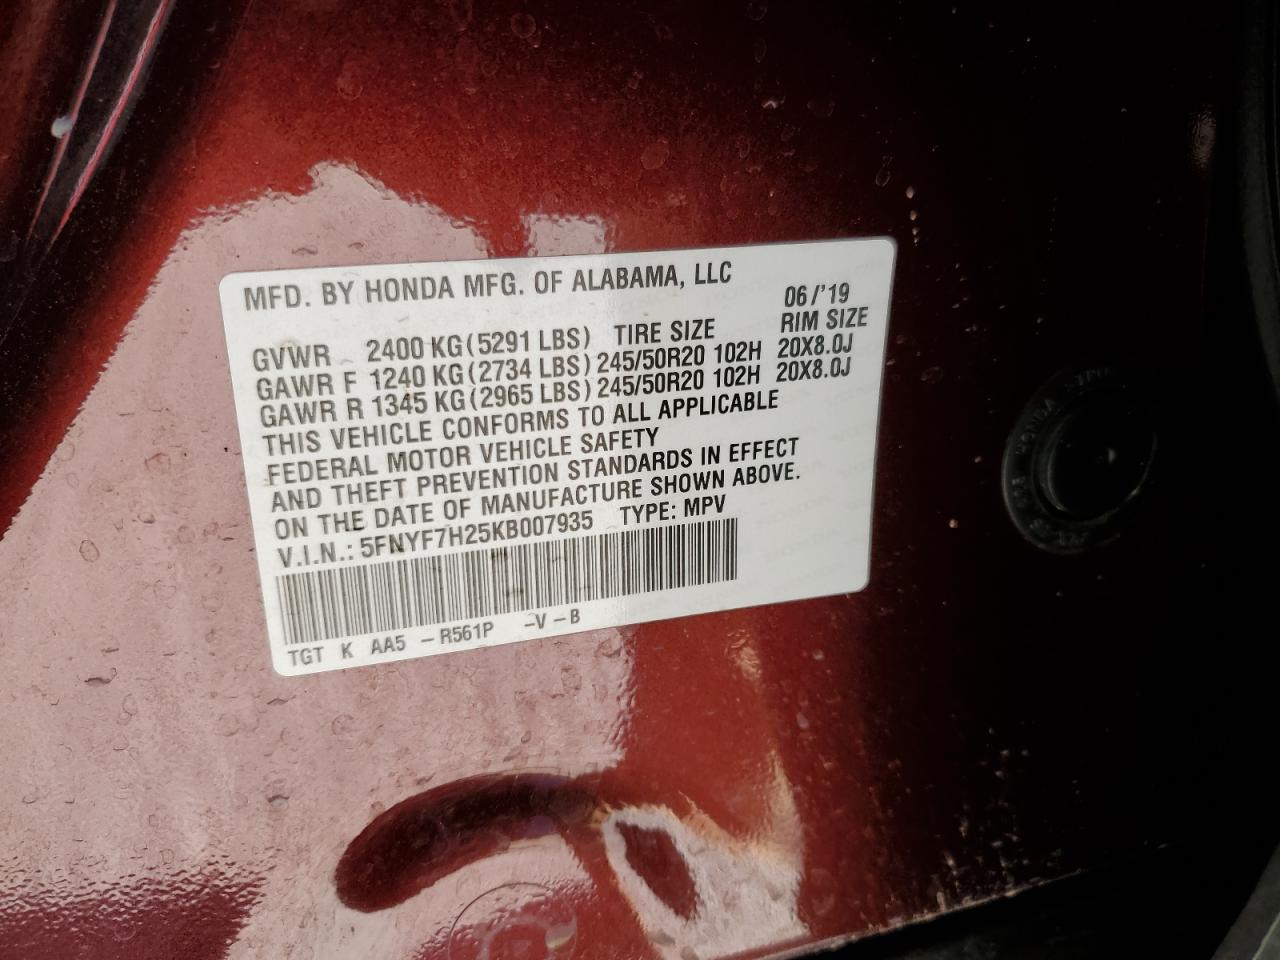 MFD. BY HONDA MFG. OF ALABAMA, LLC
06/'19
GVWR 2400 KG (5291 LBS) TIRE SIZE RIM SIZE
GAWR F 1240 KG (2734 LBS) 245/50R20 102H 20X8.0J
GAWR R 1345 KG (2965 LBS) 245/50R20 102H 20X8.0J
THIS VEHICLE CONFORMS TO ALL APPLICABLE
FEDERAL MOTOR VEHICLE SAFETY
AND THEFT PREVENTION STANDARDS IN EFFECT
ON THE DATE OF MANUFACTURE SHOWN ABOVE.
V.I.N.: 5FNYF7H25KB007935 TYPE: MPV
TGT K AA5 – R561P –V – B
HONDA